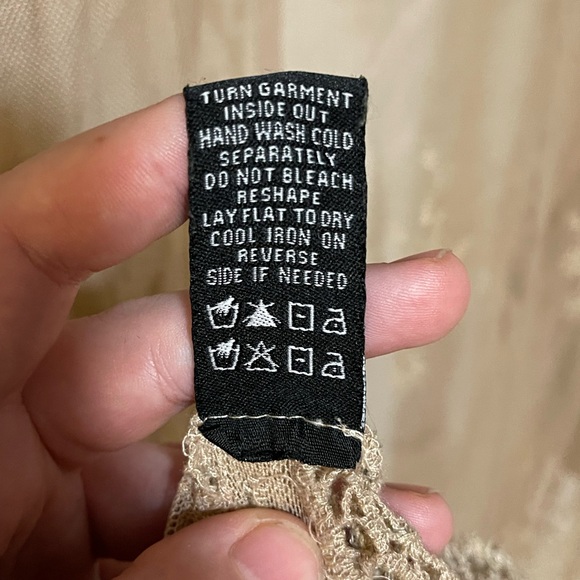 TURN GARMENT
INSIDE OUT
HAND WASH COLD
SEPARATELY
DO NOT BLEACH
RESHAPE
LAY FLAT TO DRY
COOL IRON ON
REVERSE
SIDE IF NEEDED